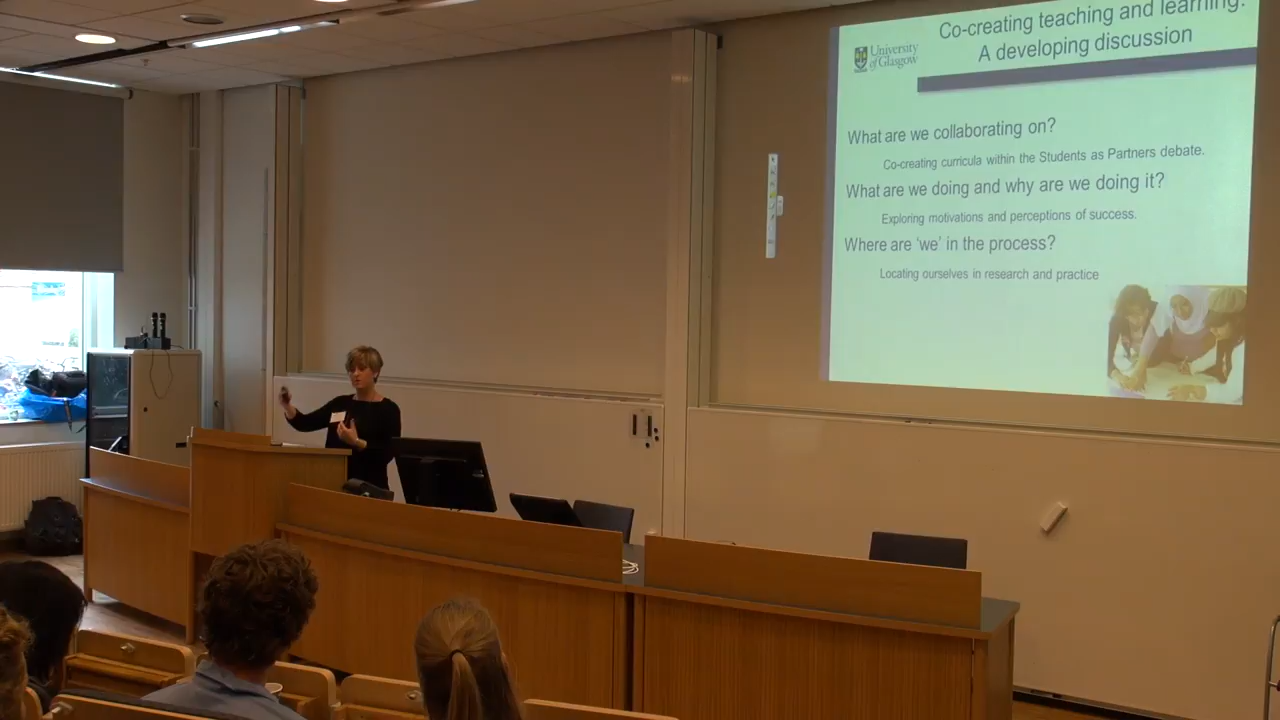 Co-creating teaching and learning:
A developing discussion
University
of Glasgow
What are we collaborating on?
Co-creating curricula within the Students as Partners debate.
What are we doing and why are we doing it?
Exploring motivations and perceptions of success.
Where are ‘we’ in the process?
Locating ourselves in research and practice